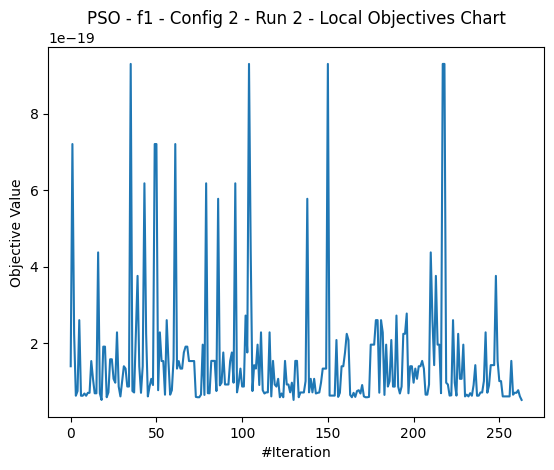 PSO - f1 - Config 2 - Run 2 - Local Objectives Chart
1e−19
8
6
4
2
Objective Value
0
50
100
150
200
250
#Iteration